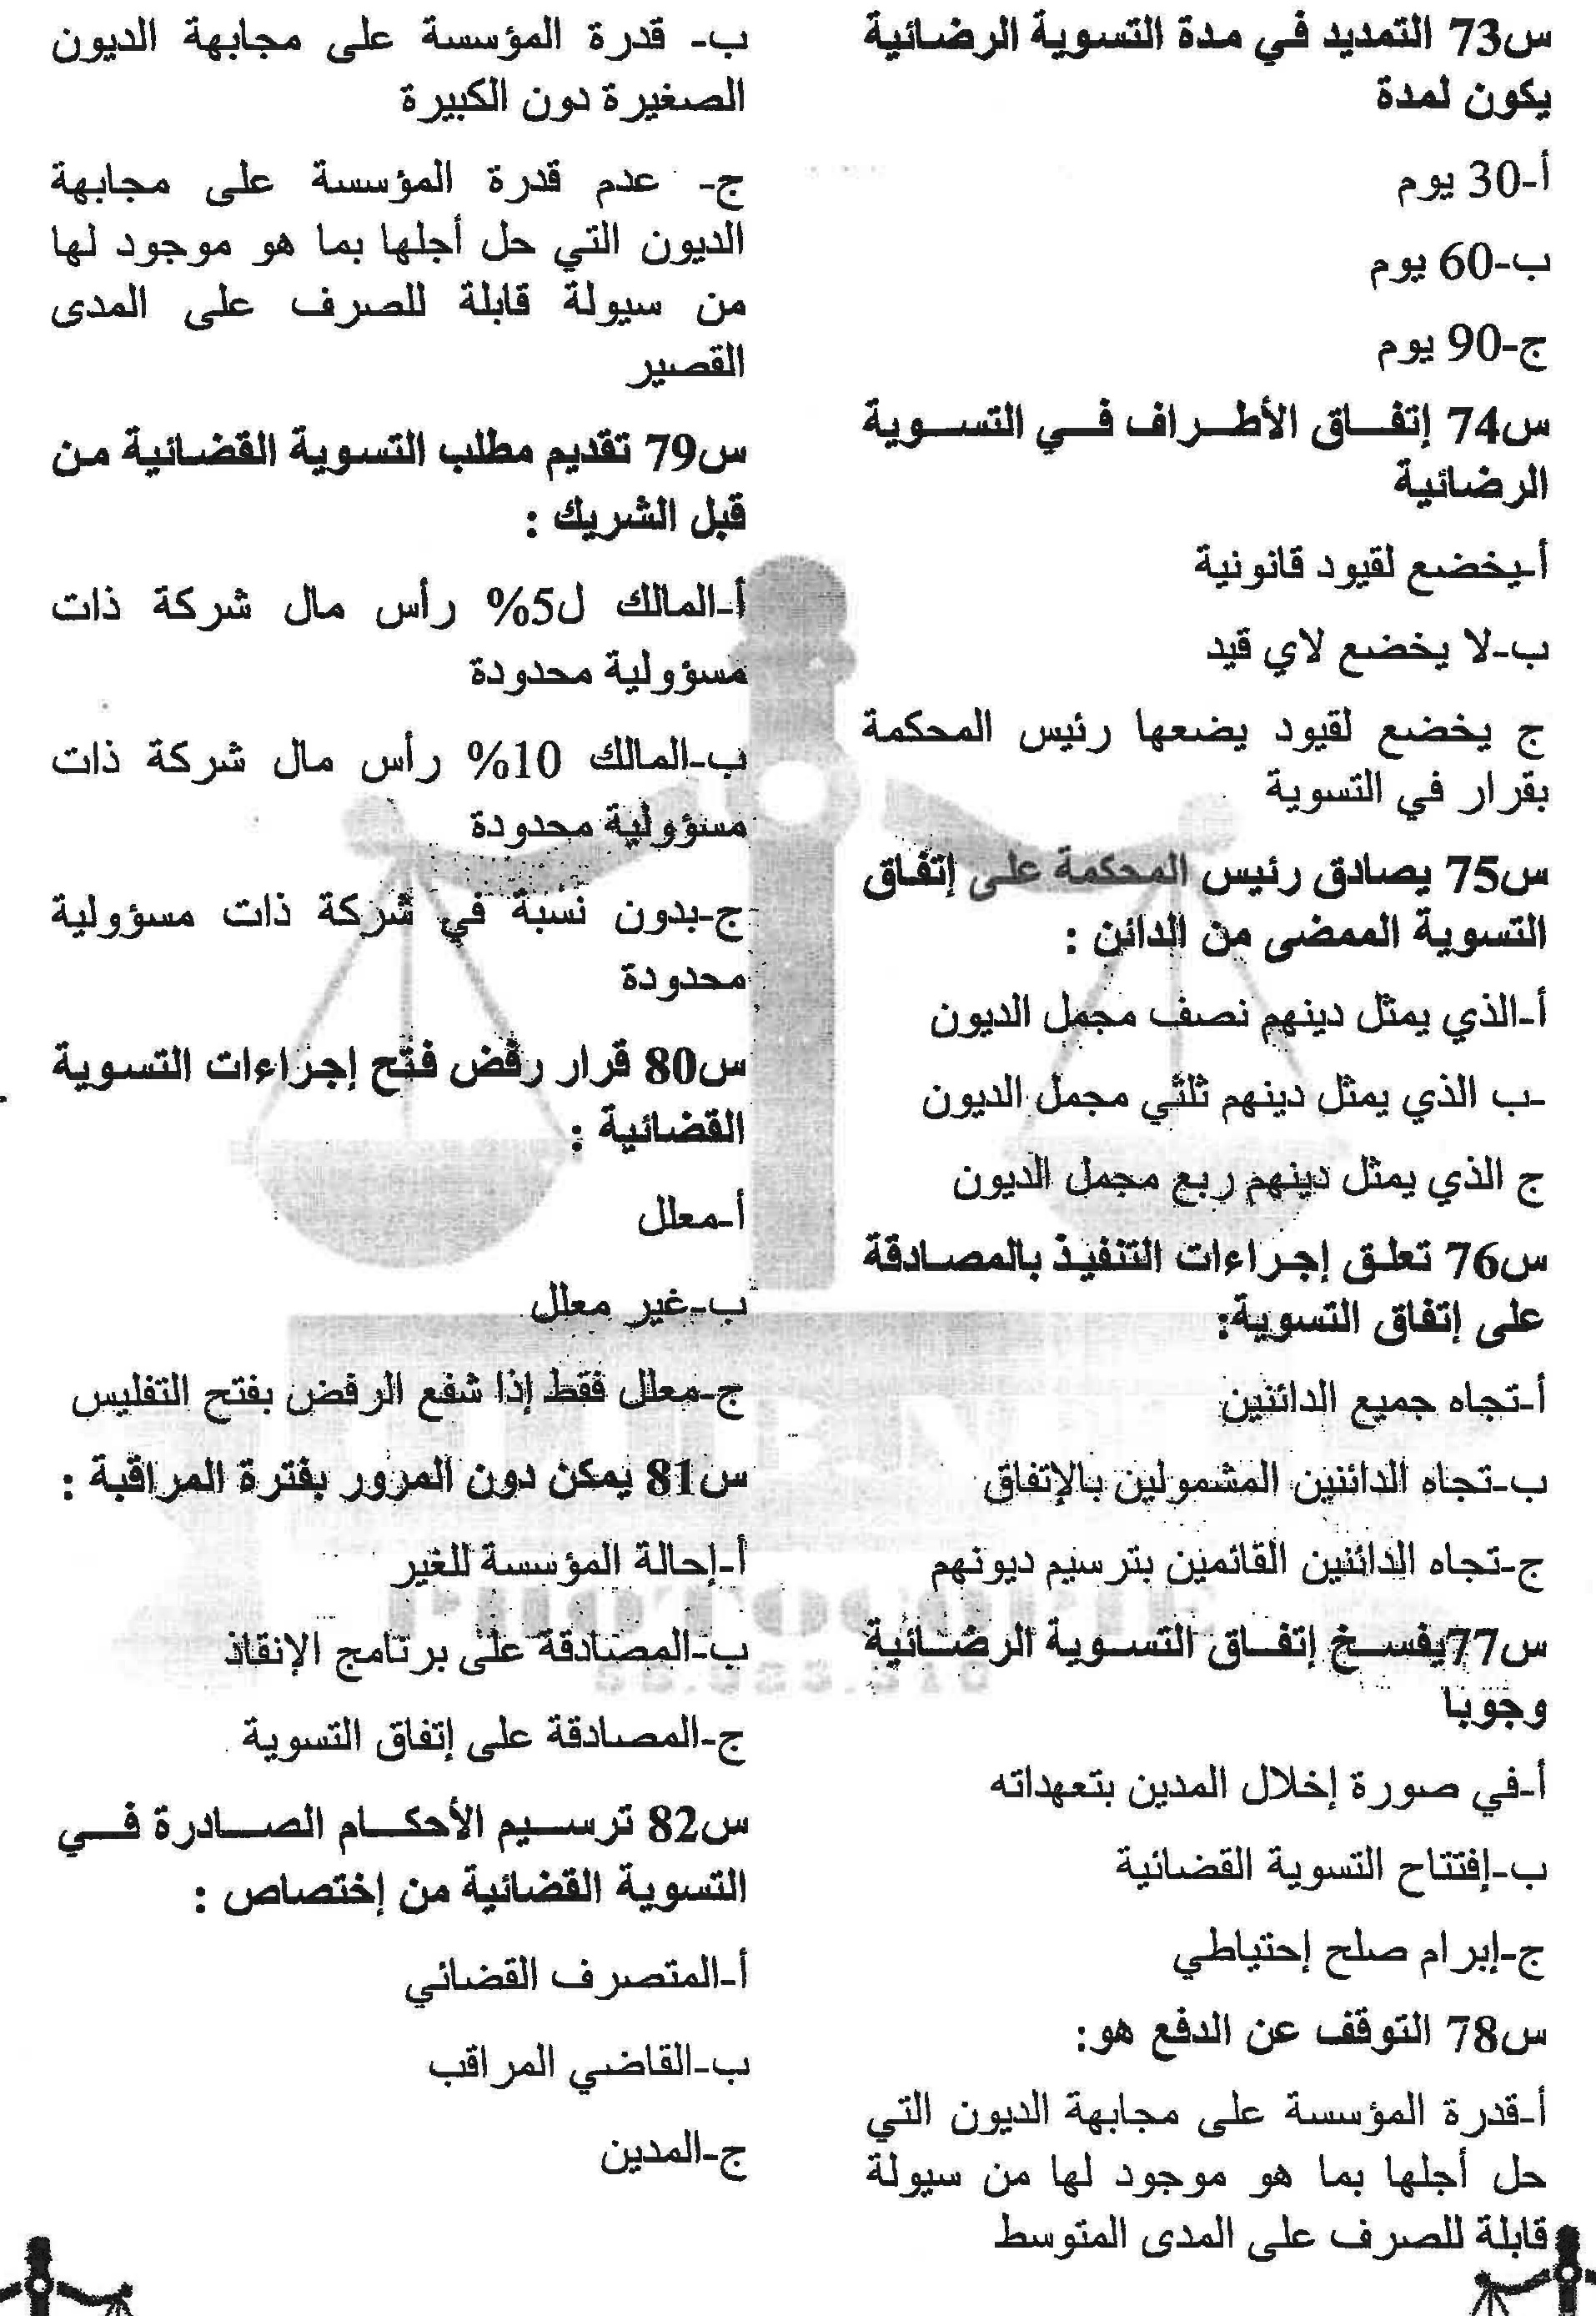 س73 التمديد في مدة التسوية الرضائية
يكون لمدة
أ-30 يوم
ب-60 يوم
ج-90 يوم
س74 إتفاق الأطراف في التسوية
الرضائية
أ-يخضع لقيود قانونية
ب-لا يخضع لاي قيد
ج يخضع لقيود يضعها رئيس المحكمة
بقرار في التسوية
س75 يصادق رئيس المحكمة على إتفاق
التسوية الممضى من الدائن :
أ-الذي يمثل دينهم نصف مجمل الديون
-ب الذي يمثل دينهم ثلثي مجمل الديون
ج الذي يمثل دينهم ربع مجمل الديون
س76 تعلق إجراءات التنفيذ بالمصادقة
على إتفاق التسوية:
أ-تجاه جميع الدائنين
ب-تجاه الدائنين المشمولين بالإتفاق
ج-تجاه الدائنين القائمين بترسيم ديونهم
س77يفسخ إتفاق التسوية الرضائية
وجوبا
أ-في صورة إخلال المدين بتعهداته
ب-إفتتاح التسوية القضائية
ج-إبرام صلح إحتياطي
س78 التوقف عن الدفع هو:
أ-قدرة المؤسسة على مجابهة الديون التي
حل أجلها بما هو موجود لها من سيولة
قابلة للصرف على المدى المتوسط
ب- قدرة المؤسسة على مجابهة الديون
الصغيرة دون الكبيرة
ج- عدم قدرة المؤسسة على مجابهة
الديون التي حل أجلها بما هو موجود لها
من سيولة قابلة للصرف على المدى
القصير
س79 تقديم مطلب التسوية القضائية من
قبل الشريك :
أ-المالك ل5% رأس مال شركة ذات
مسؤولية محدودة
ب-المالك 10% رأس مال شركة ذات
مسؤولية محدودة
ج-بدون نسبة في شركة ذات مسؤولية
محدودة
س80 قرار رفض فتح إجراءات التسوية
القضائية :
أ-معلل
ب-غير معلل
ج-معلل فقط إذا شفع الرفض بفتح التفليس
س81 يمكن دون المرور بفترة المراقبة :
أ-إحالة المؤسسة للغير
ب-المصادقة على برنامج الإنقاذ
ج-المصادقة على إتفاق التسوية
س82 ترسيم الأحكام الصادرة في
التسوية القضائية من إختصاص :
أ-المتصرف القضائي
ب-القاضي المراقب
ج-المدين